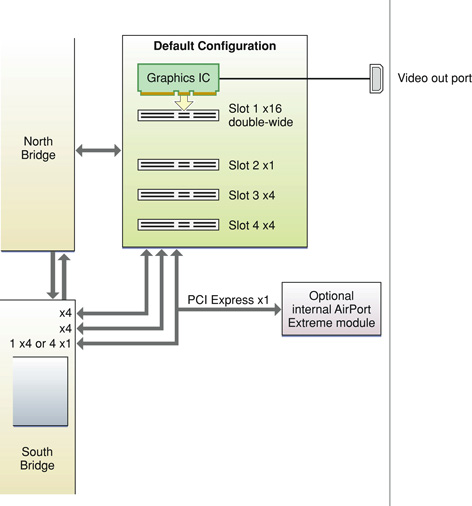 Default Configuration
Graphics IC
Video out port
Slot 1 x16
double-wide
North
Bridge
Slot 2 x1
Slot 3 x4
Slot 4 x4
PCI Express x1
Optional
internal AirPort
Extreme module
x4
x4
1 x4 or 4 x1
South
Bridge